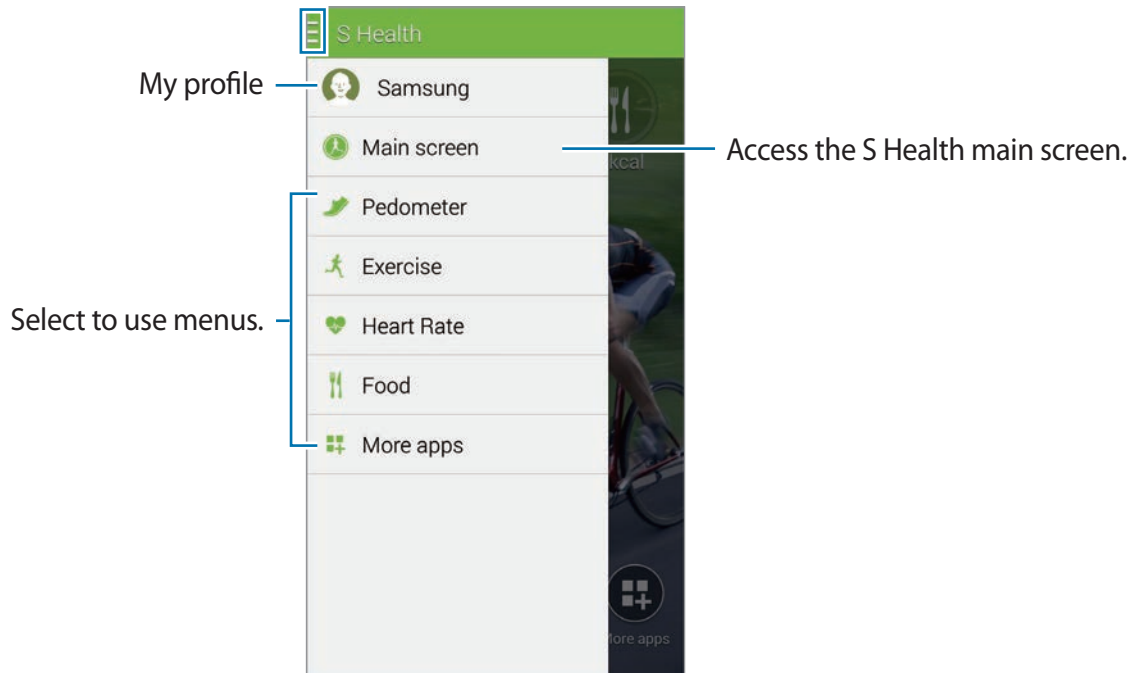 S Health
My profile
Samsung
Main screen
Access the S Health main screen.
kcal
Pedometer
Exercise
Select to use menus.
Heart Rate
Food
More apps
More apps